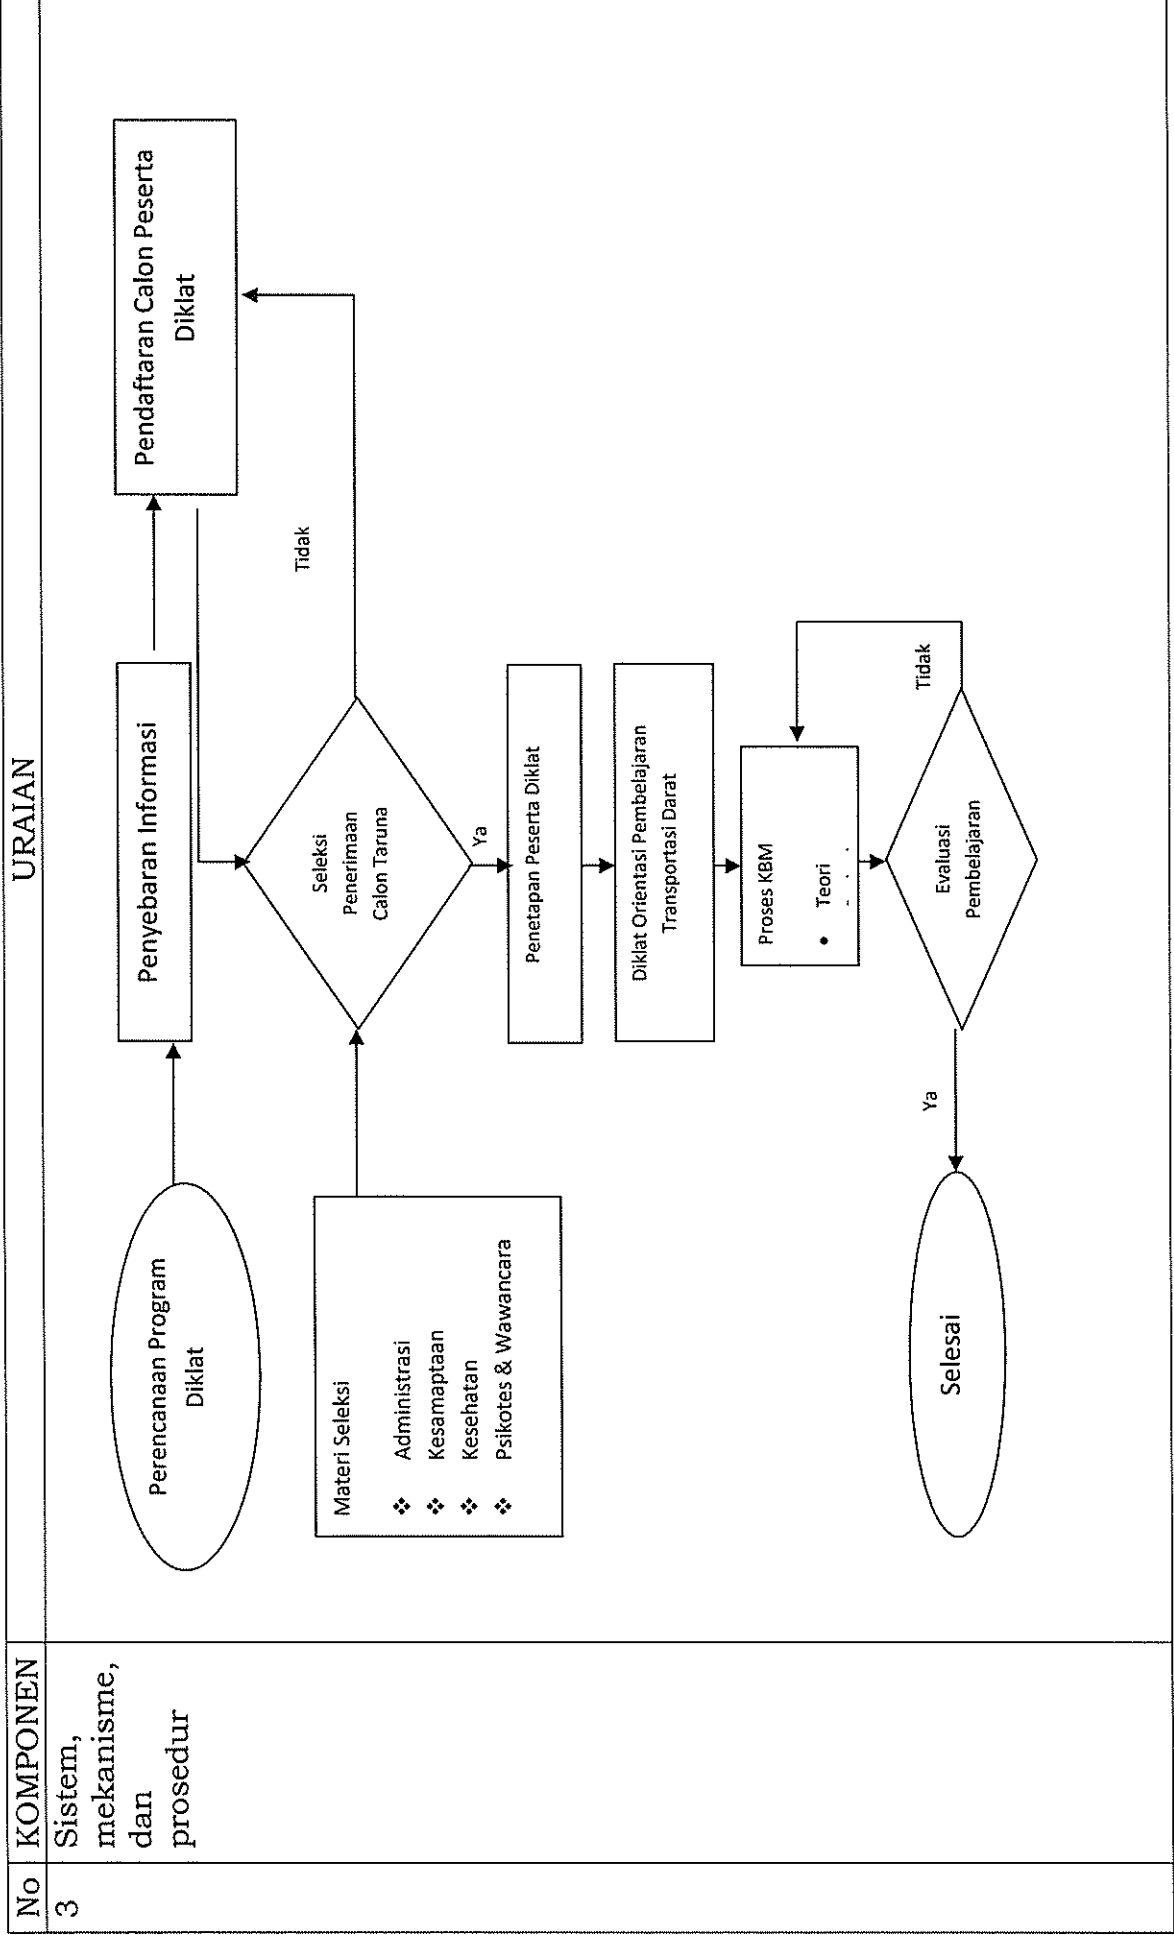 No KOMPONEN URAIAN
3 Sistem,
mekanisme,
dan
prosedur
Perencanaan Program
Diklat
Penyebaran Informasi
Pendaftaran Calon Peserta
Diklat
Materi Seleksi
❖ Administrasi
❖ Kesamaptaan
❖ Kesehatan
❖ Psikotes & Wawancara
Seleksi
Penerimaan
Calon Taruna
Tidak
Ya
Penetapan Peserta Diklat
Diklat Orientasi Pembelajaran
Transportasi Darat
Proses KBM
• Teori
Evaluasi
Pembelajaran
Tidak
Ya
Selesai